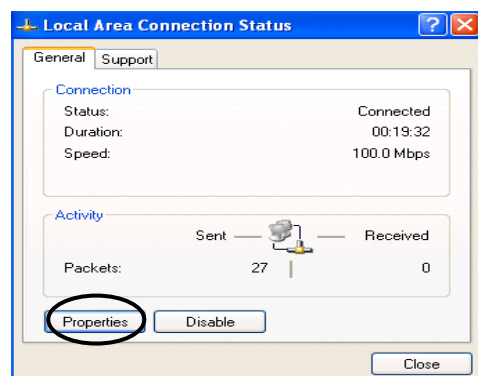 Local Area Connection Status
General Support
Connection
Status: Connected
Duration: 00:19:32
Speed: 100.0 Mbps
Activity
Sent Received
Packets: 27 0
Properties Disable
Close